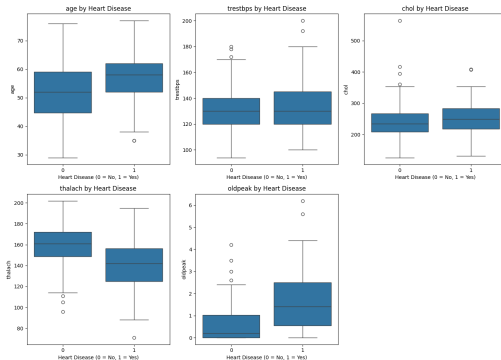 age by Heart Disease
70
60
50
40
30
age
0
1
Heart Disease (0 = No, 1 = Yes)
trestbps by Heart Disease
200
180
160
140
120
100
trestbps
0
1
Heart Disease (0 = No, 1 = Yes)
chol by Heart Disease
500
400
300
200
chol
0
1
Heart Disease (0 = No, 1 = Yes)
thalach by Heart Disease
200
180
160
140
120
100
80
thalach
0
1
Heart Disease (0 = No, 1 = Yes)
oldpeak by Heart Disease
6
5
4
3
2
1
0
oldpeak
0
1
Heart Disease (0 = No, 1 = Yes)